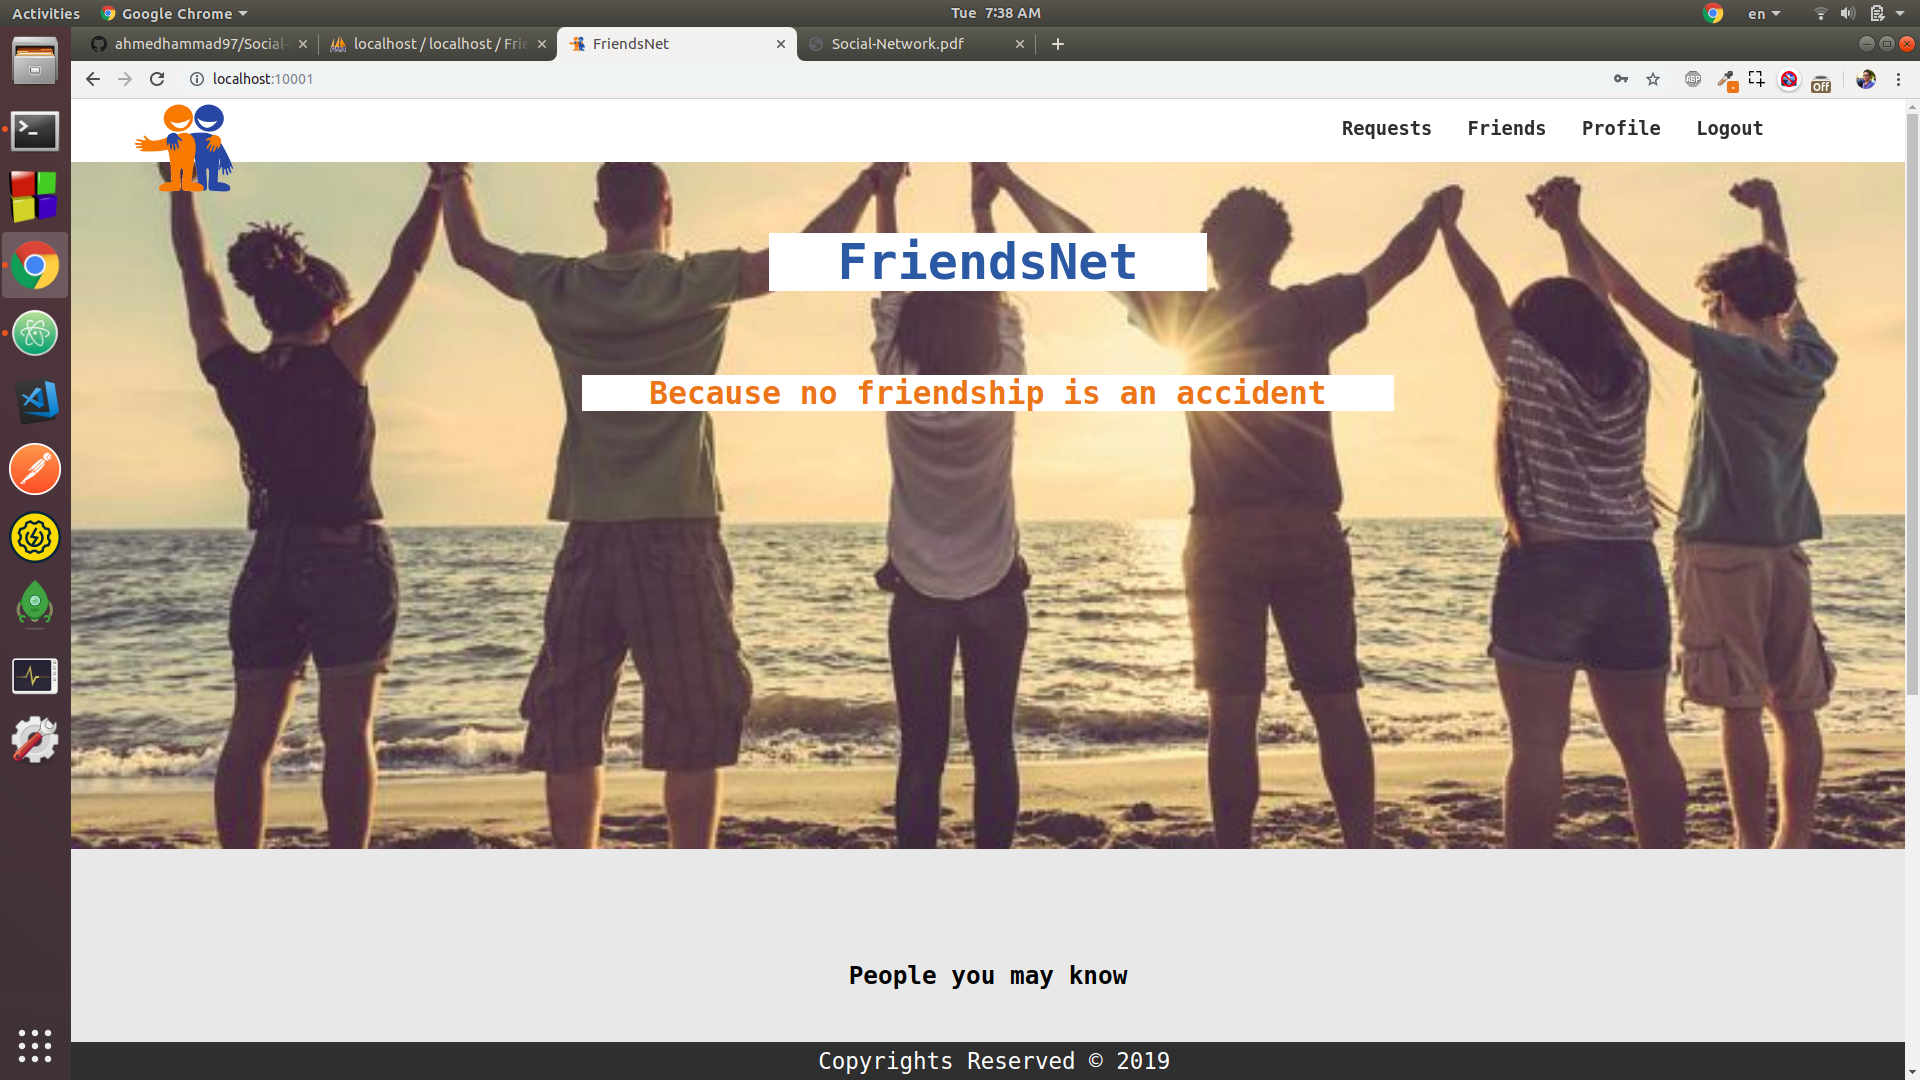 Activities Google Chrome Tue 7:38 AM en
ahmedhammad97/Social- localhost / localhost / Frie FriendsNet Social-Network.pdf
localhost:10001 ABP Off
Requests Friends Profile Logout
FriendsNet
Because no friendship is an accident
People you may know
Copyrights Reserved © 2019